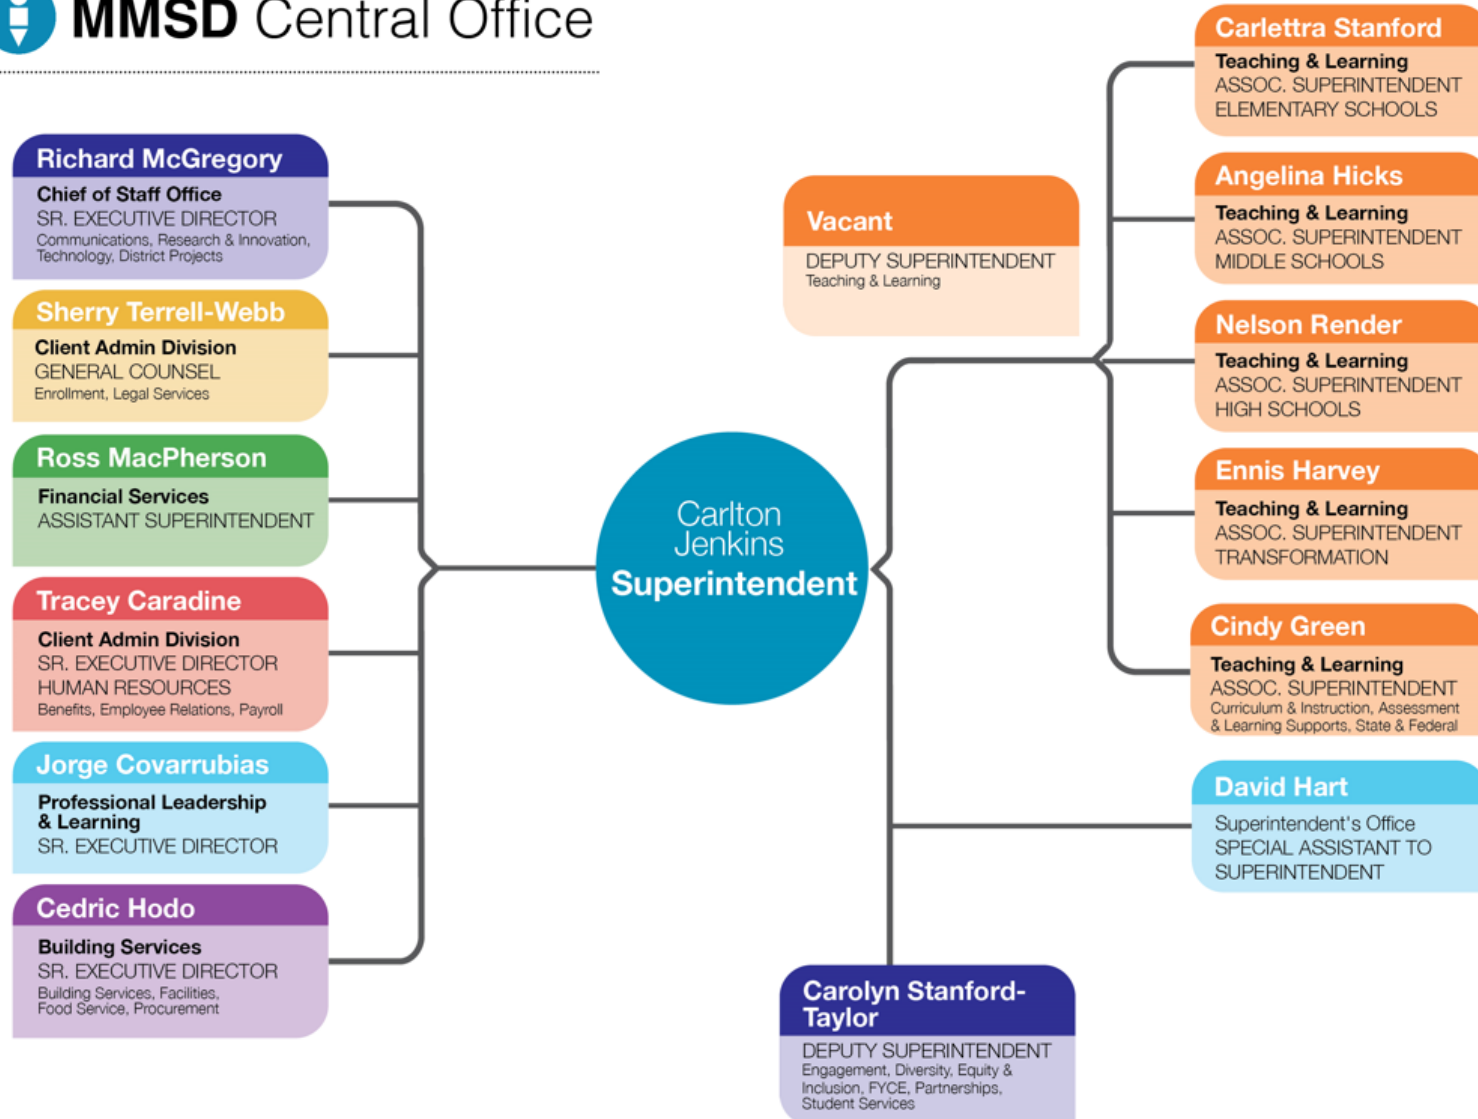 MMSD Central Office
Richard McGregory
Chief of Staff Office
SR. EXECUTIVE DIRECTOR
Communications, Research & Innovation,
Technology, District Projects
Sherry Terrell-Webb
Client Admin Division
GENERAL COUNSEL
Enrollment, Legal Services
Ross MacPherson
Financial Services
ASSISTANT SUPERINTENDENT
Tracey Caradine
Client Admin Division
SR. EXECUTIVE DIRECTOR
HUMAN RESOURCES
Benefits, Employee Relations, Payroll
Jorge Covarrubias
Professional Leadership
& Learning
SR. EXECUTIVE DIRECTOR
Cedric Hodo
Building Services
SR. EXECUTIVE DIRECTOR
Building Services, Facilities,
Food Service, Procurement
Carlton
Jenkins
Superintendent
Vacant
DEPUTY SUPERINTENDENT
Teaching & Learning
Carlettra Stanford
Teaching & Learning
ASSOC. SUPERINTENDENT
ELEMENTARY SCHOOLS
Angelina Hicks
Teaching & Learning
ASSOC. SUPERINTENDENT
MIDDLE SCHOOLS
Nelson Render
Teaching & Learning
ASSOC. SUPERINTENDENT
HIGH SCHOOLS
Ennis Harvey
Teaching & Learning
ASSOC. SUPERINTENDENT
TRANSFORMATION
Cindy Green
Teaching & Learning
ASSOC. SUPERINTENDENT
Curriculum & Instruction, Assessment
& Learning Supports, State & Federal
David Hart
Superintendent's Office
SPECIAL ASSISTANT TO
SUPERINTENDENT
Carolyn Stanford-
Taylor
DEPUTY SUPERINTENDENT
Engagement, Diversity, Equity &
Inclusion, FYCE, Partnerships,
Student Services